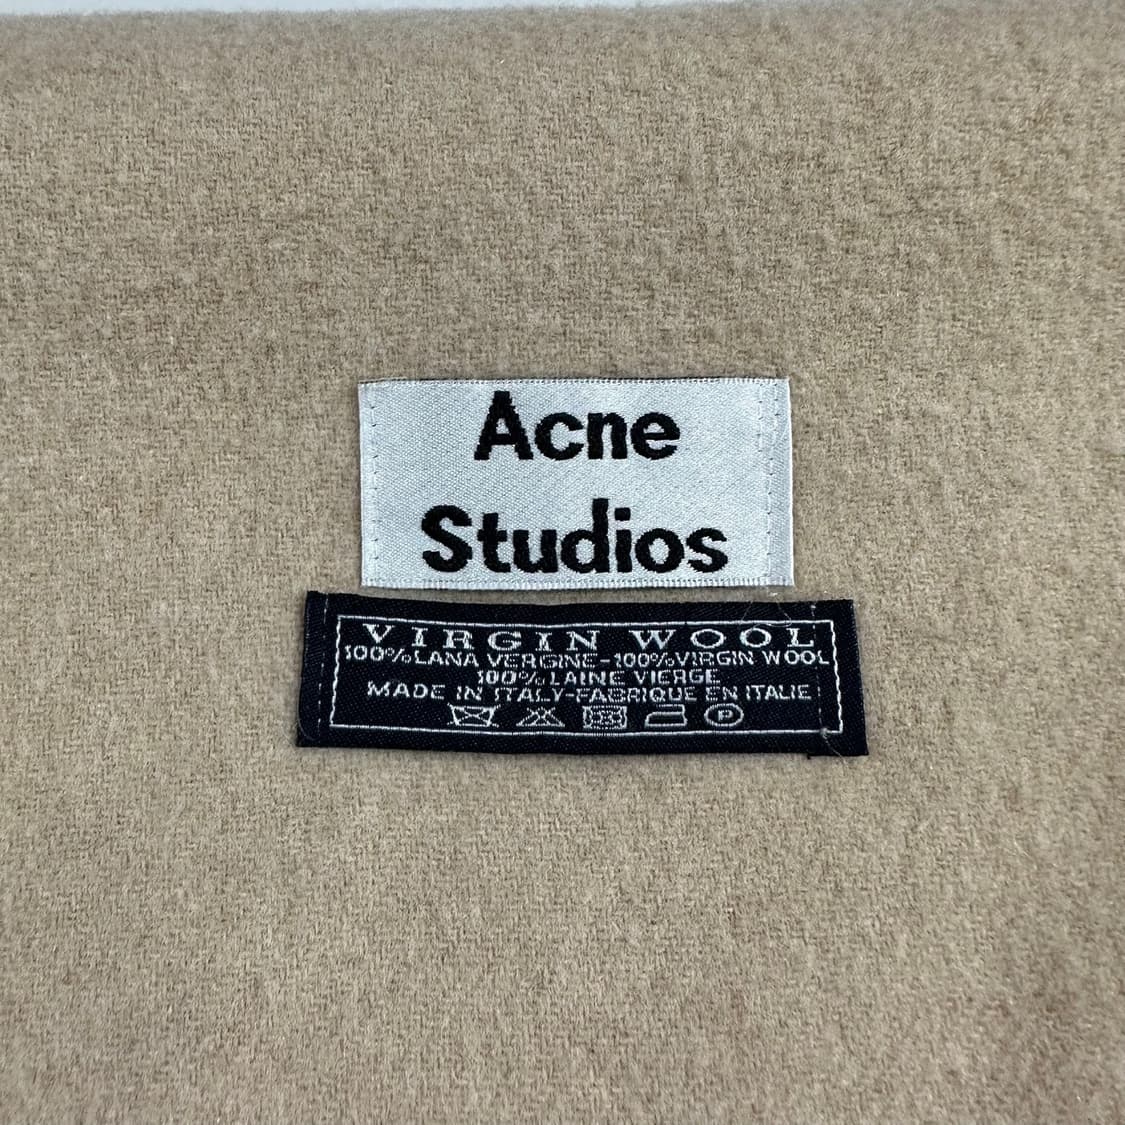 Acne
Studios
VIRGIN WOOL
100%LANA VERGINE-100%VIRGIN WOOL
100% LAINE VIERGE
MADE IN ITALY-FABRIQUE EN ITALIE
P